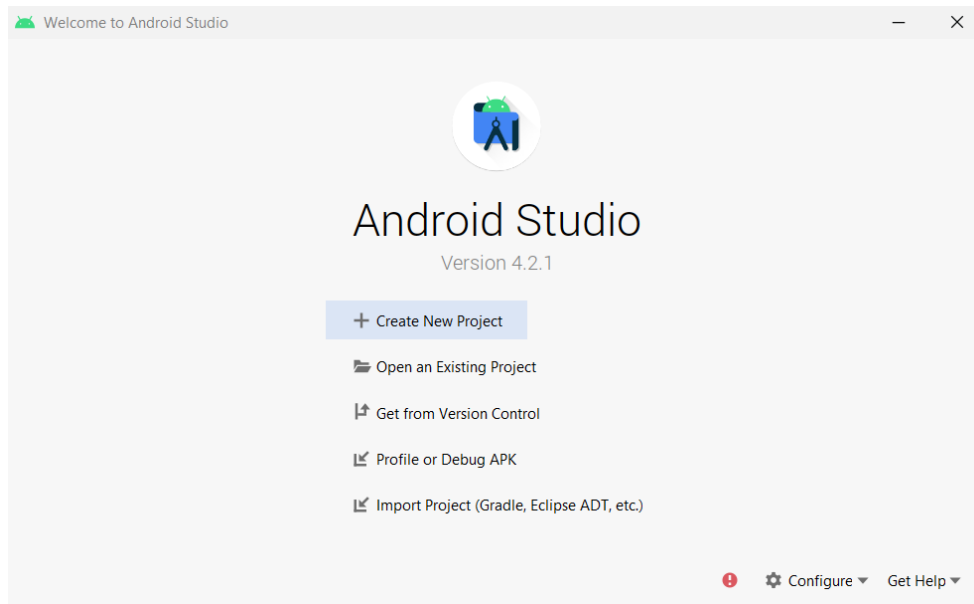 Welcome to Android Studio
Android Studio
Version 4.2.1
Create New Project
Open an Existing Project
Get from Version Control
Profile or Debug APK
Import Project (Gradle, Eclipse ADT, etc.)
Configure
Get Help